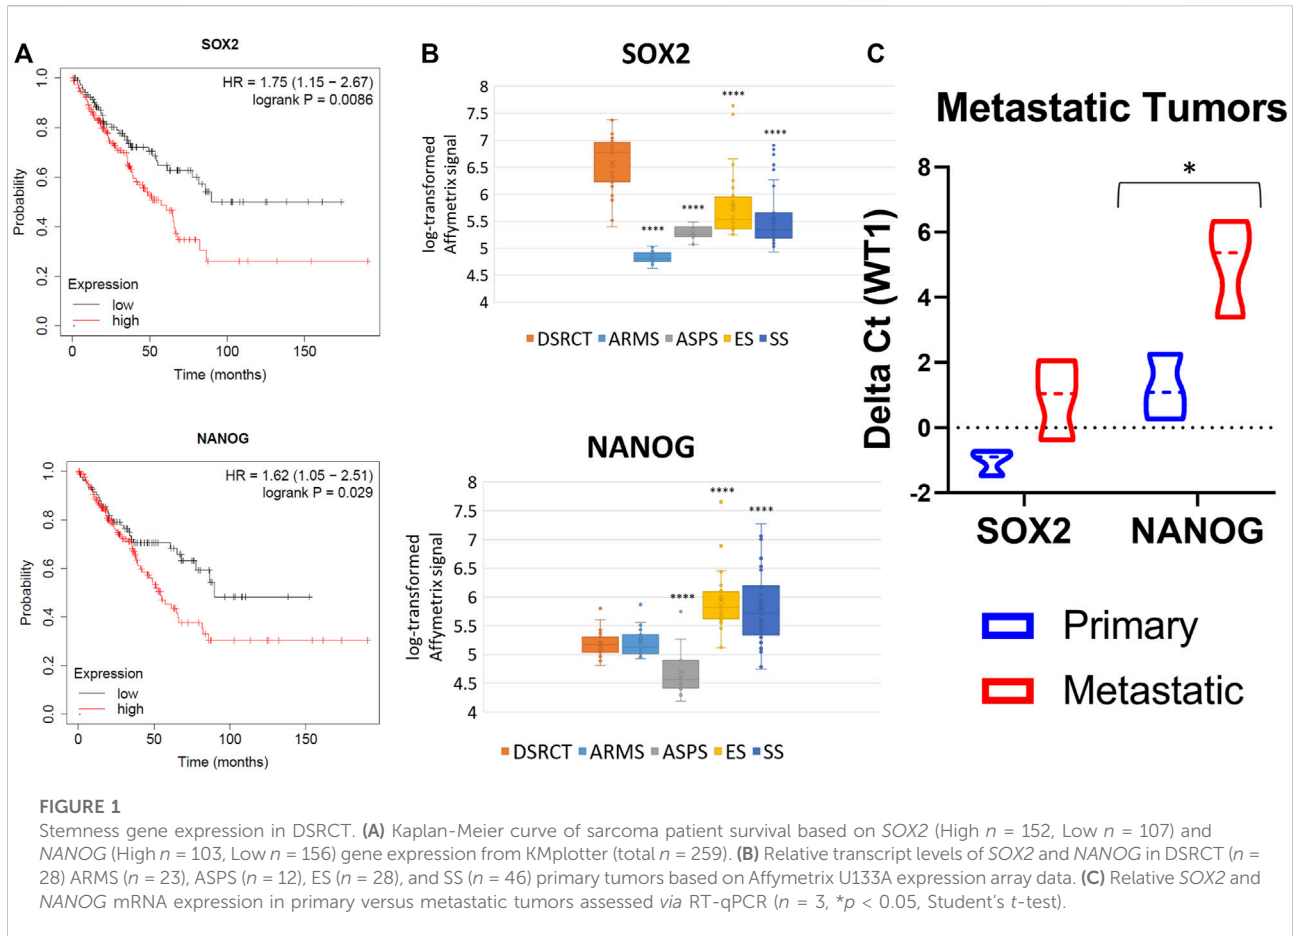 A
SOX2
HR = 1.75 (1.15 − 2.67)
logrank P = 0.0086
Probability
1.0
0.8
0.6
0.4
0.2
0.0
Expression
low
high
0 50 100 150
Time (months)
NANOG
HR = 1.62 (1.05 − 2.51)
logrank P = 0.029
Probability
1.0
0.8
0.6
0.4
0.2
0.0
Expression
low
high
0 50 100 150
Time (months)
B
SOX2
log-transformed
Affymetrix signal
8
7.5
7
6.5
6
5.5
5
4.5
4
****
****
****
****
DSRCT ARMS ASPS ES SS
NANOG
log-transformed
Affymetrix signal
8
7.5
7
6.5
6
5.5
5
4.5
4
****
****
****
DSRCT ARMS ASPS ES SS
C
Metastatic Tumors
Delta Ct (WT1)
8
6
4
2
0
-2
*
SOX2 NANOG
Primary
Metastatic
FIGURE 1
Stemness gene expression in DSRCT. (A) Kaplan-Meier curve of sarcoma patient survival based on SOX2 (High n = 152, Low n = 107) and
NANOG (High n = 103, Low n = 156) gene expression from KMplotter (total n = 259). (B) Relative transcript levels of SOX2 and NANOG in DSRCT (n =
28) ARMS (n = 23), ASPS (n = 12), ES (n = 28), and SS (n = 46) primary tumors based on Affymetrix U133A expression array data. (C) Relative SOX2 and
NANOG mRNA expression in primary versus metastatic tumors assessed via RT-qPCR (n = 3, *p < 0.05, Student's t-test).